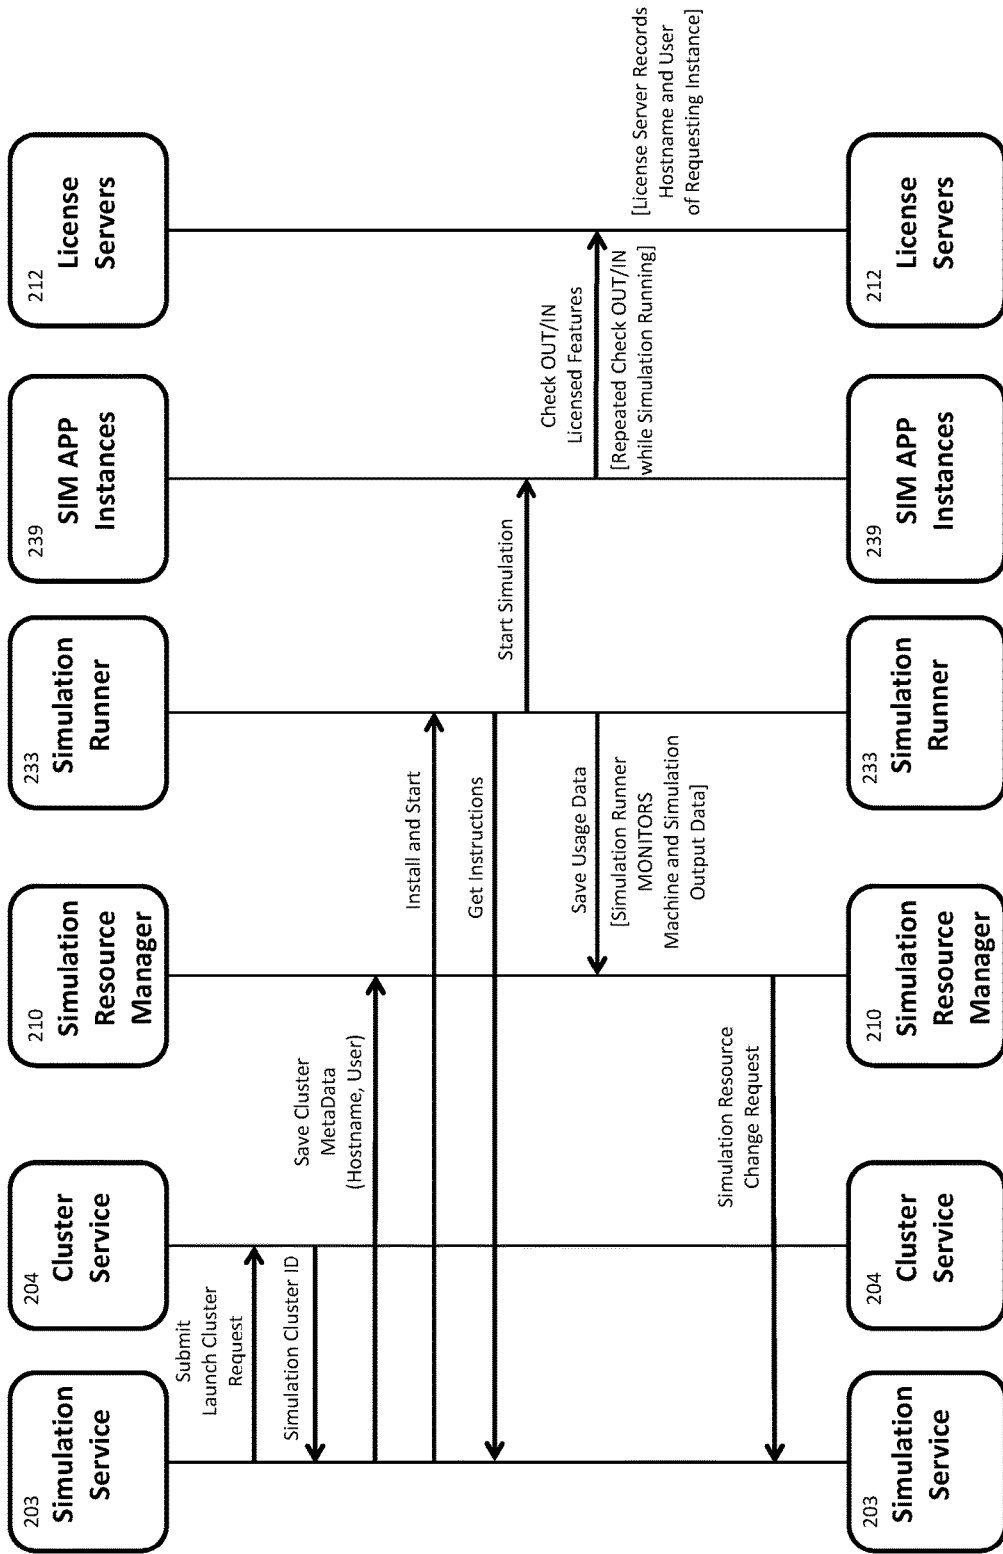 203
Simulation
Service
204
Cluster
Service
210
Simulation
Resource
Manager
233
Simulation
Runner
239
SIM APP
Instances
212
License
Servers
Submit
Launch Cluster
Request
Simulation Cluster ID
Save Cluster
MetaData
(Hostname, User)
Install and Start
Get Instructions
Start Simulation
Save Usage Data
[Simulation Runner
MONITORS
Machine and Simulation
Output Data]
Check OUT/IN
Licensed Features
[Repeated Check OUT/IN
while Simulation Running]
[License Server Records
Hostname and User
of Requesting Instance]
Simulation Resource
Change Request
203
Simulation
Service
204
Cluster
Service
210
Simulation
Resource
Manager
233
Simulation
Runner
239
SIM APP
Instances
212
License
Servers